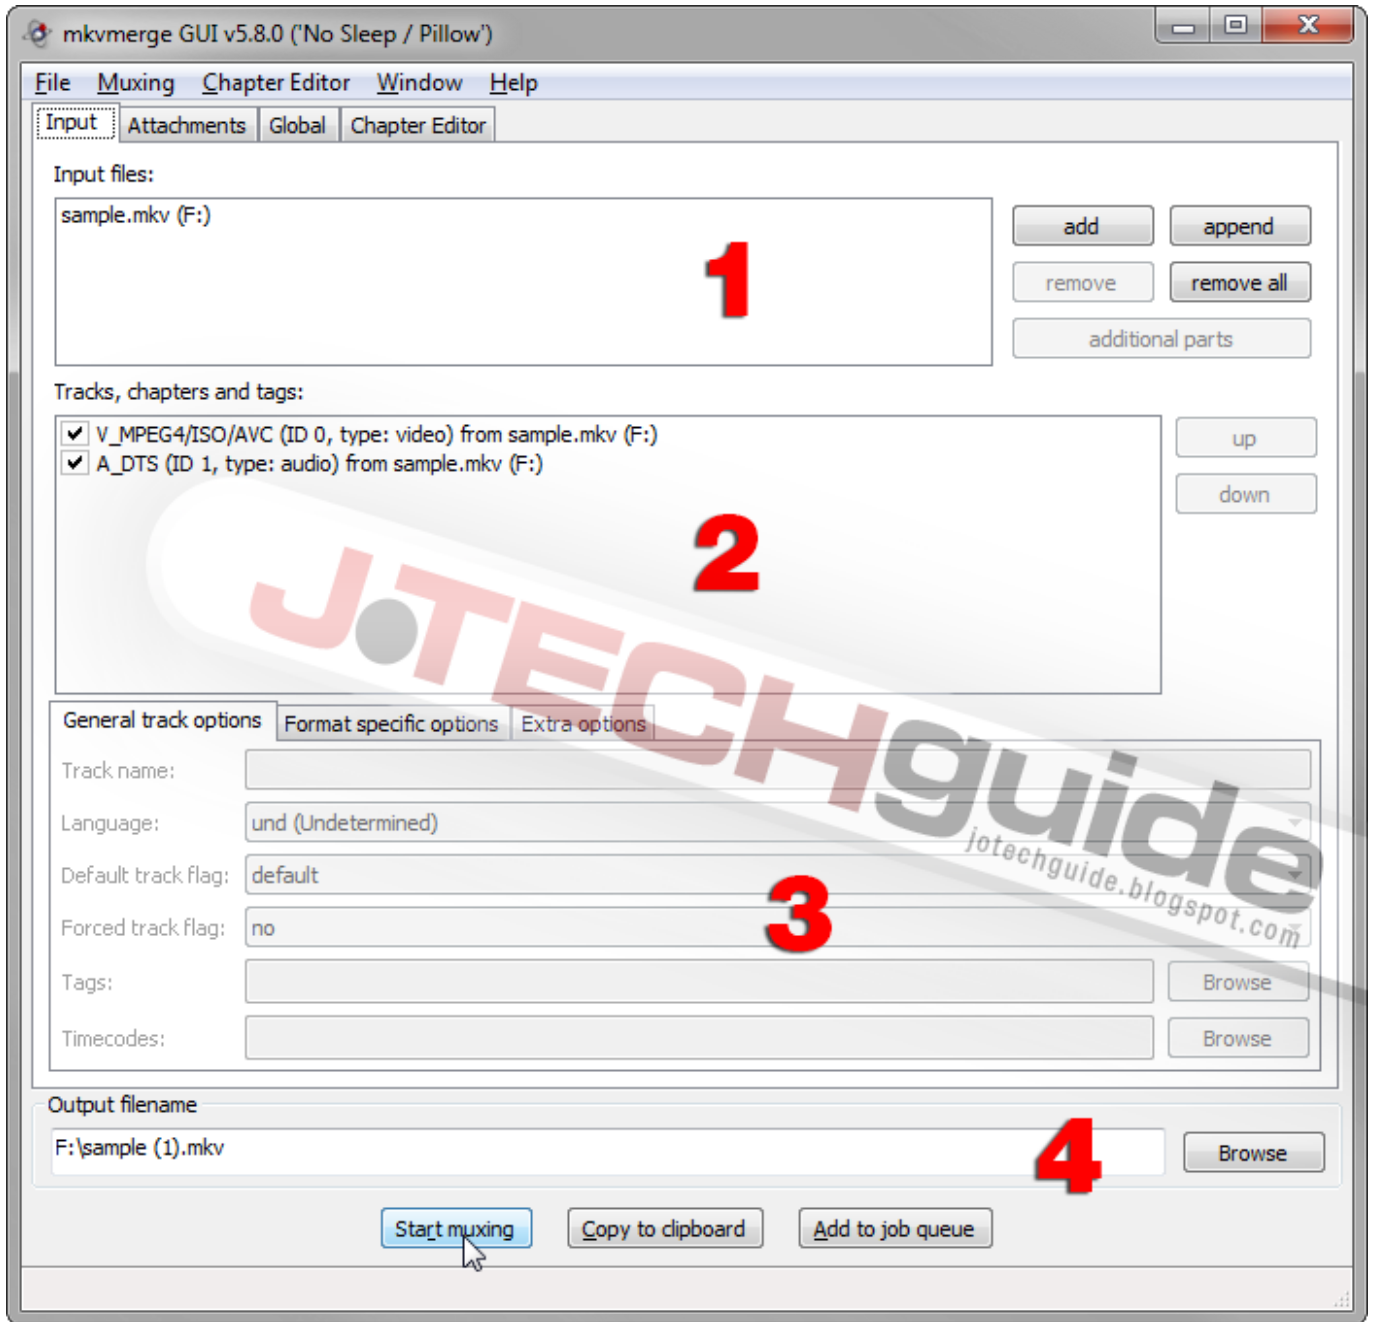 mkvmerge GUI v5.8.0 ('No Sleep / Pillow')
File Muxing Chapter Editor Window Help
Input Attachments Global Chapter Editor
Input files:
sample.mkv (F:)
add append
remove remove all
additional parts
1
Tracks, chapters and tags:
V_MPEG4/ISO/AVC (ID 0, type: video) from sample.mkv (F:)
A_DTS (ID 1, type: audio) from sample.mkv (F:)
up
down
2
J•TECHguide
jotechguide.blogspot.com
General track options Format specific options Extra options
Track name:
Language: und (Undetermined)
Default track flag: default
Forced track flag: no
3
Tags: Browse
Timecodes: Browse
Output filename
F:\sample (1).mkv Browse
4
Start muxing Copy to clipboard Add to job queue